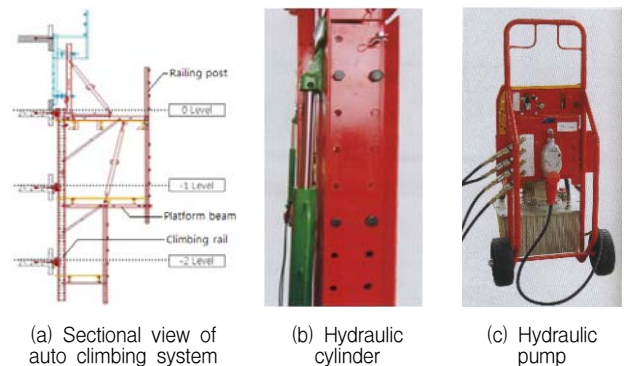 Railing post
0 Level
-1 Level
Platform beam
Climbing rail
-2 Level
(a) Sectional view of
auto climbing system
(b) Hydraulic
cylinder
(c) Hydraulic
pump